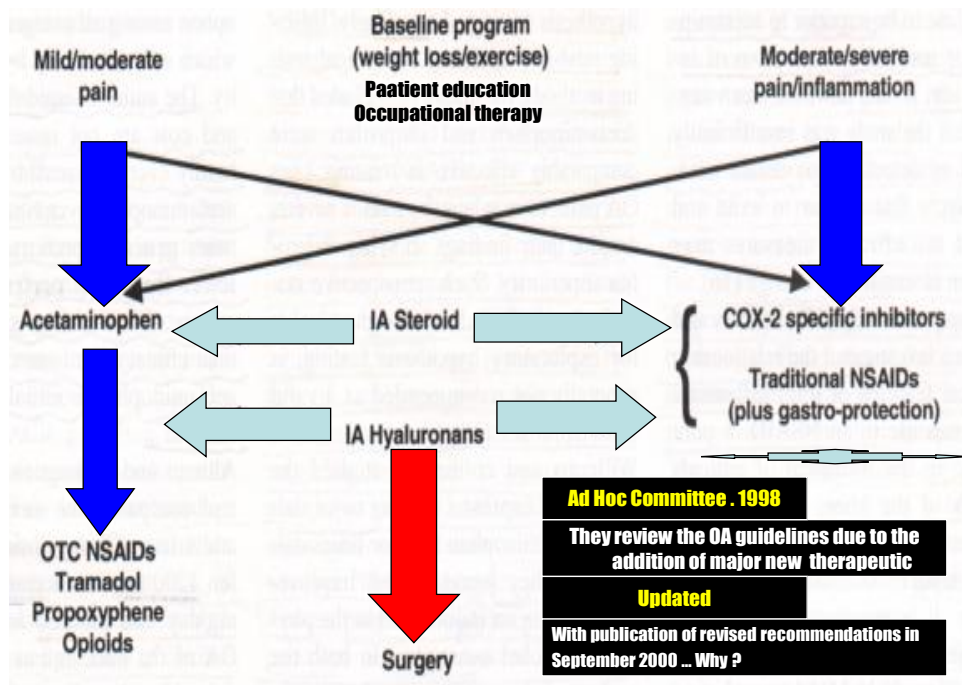 Mild/moderate
pain
Baseline program
(weight loss/exercise)
Paatient education
Occupational therapy
Moderate/severe
pain/inflammation
Acetaminophen
IA Steroid
COX-2 specific inhibitors
Traditional NSAIDs
(plus gastro-protection)
IA Hyaluronans
OTC NSAIDs
Tramadol
Propoxyphene
Opioids
Surgery
Ad Hoc Committee . 1998
They review the OA guidelines due to the
addition of major new therapeutic
Updated
With publication of revised recommendations in
September 2000 ... Why ?